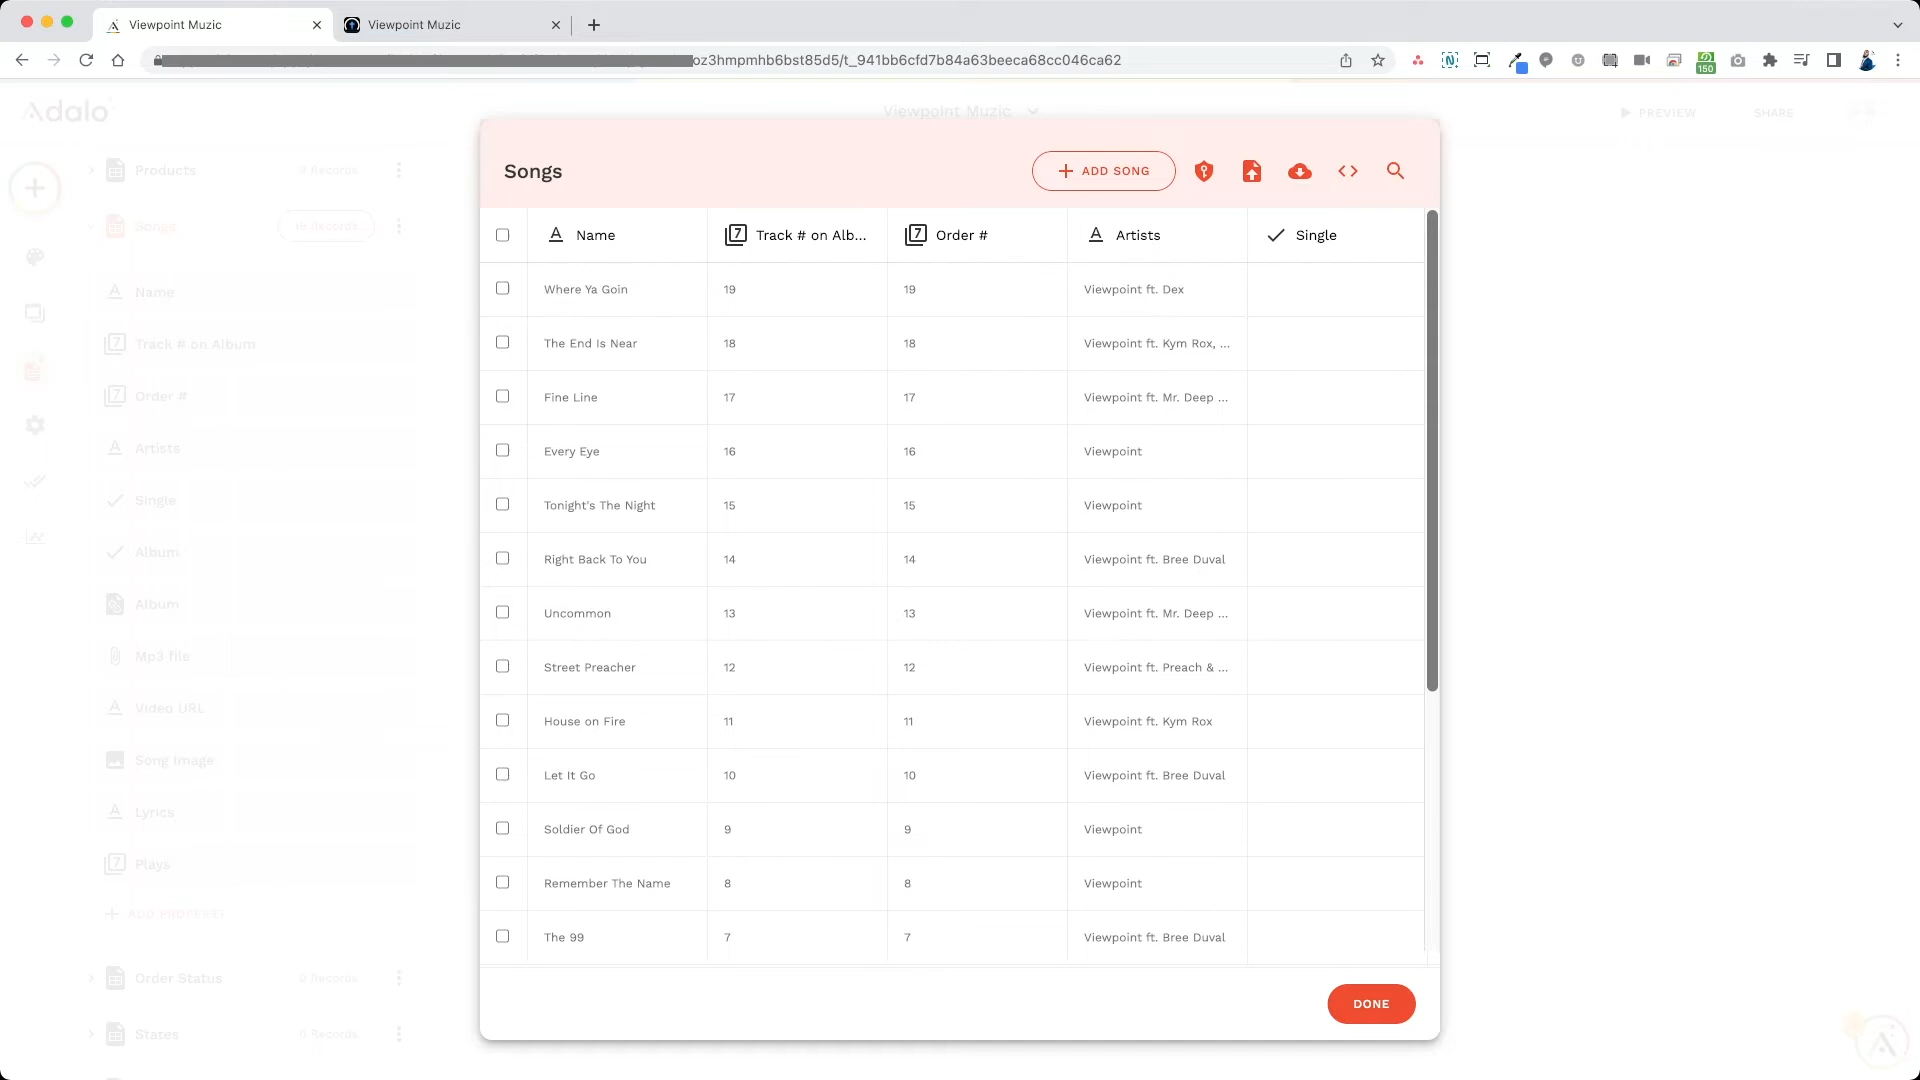 Viewpoint Muzic
Viewpoint Muzic
oz3hmpmhb6bst85d5/t_941bb6cfd7b84a63beeca68cc046ca62
150
Adalo
Viewpoint Muzic
PREVIEW
SHARE
Products
9 Records
Songs
19 Records
Name
Track # on Album
Order #
Artists
Single
Album
Album
Mp3 file
Video URL
Song Image
Lyrics
Plays
ADD PROPERTY
Order Status
0 Records
States
0 Records
Songs
ADD SONG
Name
Track # on Alb...
Order #
Artists
Single
Where Ya Goin 19 19 Viewpoint ft. Dex
The End Is Near 18 18 Viewpoint ft. Kym Rox, ...
Fine Line 17 17 Viewpoint ft. Mr. Deep ...
Every Eye 16 16 Viewpoint
Tonight's The Night 15 15 Viewpoint
Right Back To You 14 14 Viewpoint ft. Bree Duval
Uncommon 13 13 Viewpoint ft. Mr. Deep ...
Street Preacher 12 12 Viewpoint ft. Preach & ...
House on Fire 11 11 Viewpoint ft. Kym Rox
Let It Go 10 10 Viewpoint ft. Bree Duval
Soldier Of God 9 9 Viewpoint
Remember The Name 8 8 Viewpoint
The 99 7 7 Viewpoint ft. Bree Duval
DONE